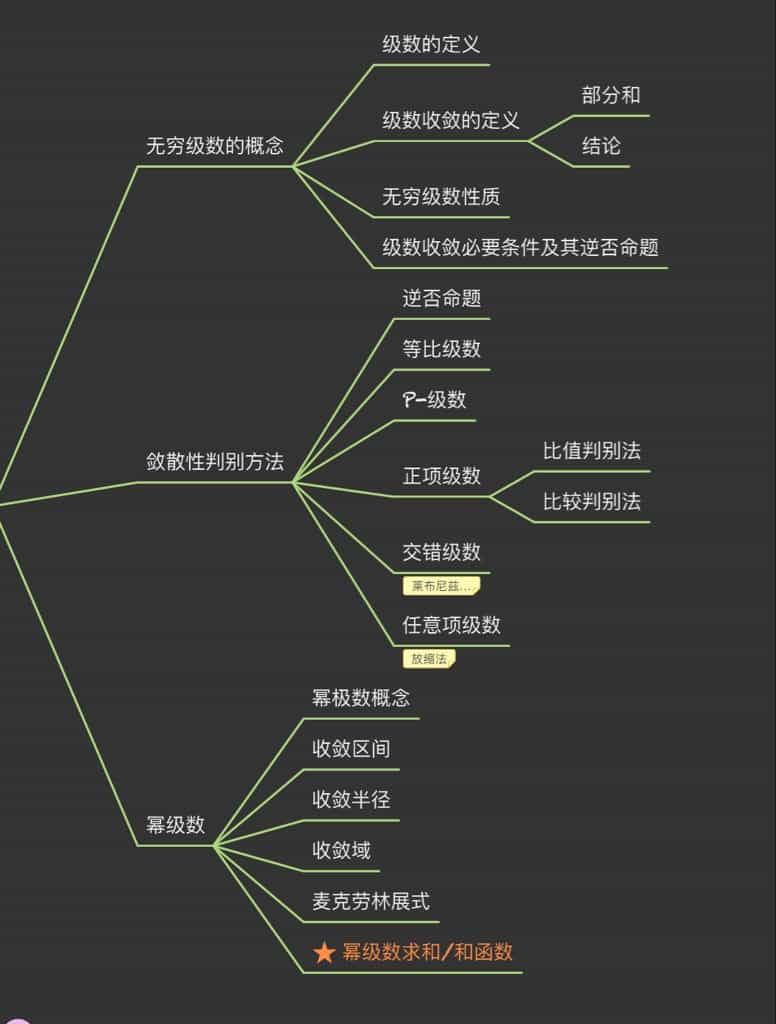 级数的定义
部分和
级数收敛的定义
无穷级数的概念
结论
无穷级数性质
级数收敛必要条件及其逆否命题
逆否命题
等比级数
P-级数
比值判别法
敛散性判别方法
正项级数
比较判别法
交错级数
莱布尼兹...
任意项级数
放缩法
幂极数概念
收敛区间
收敛半径
幂级数
收敛域
麦克劳林展式
★ 幂级数求和/和函数